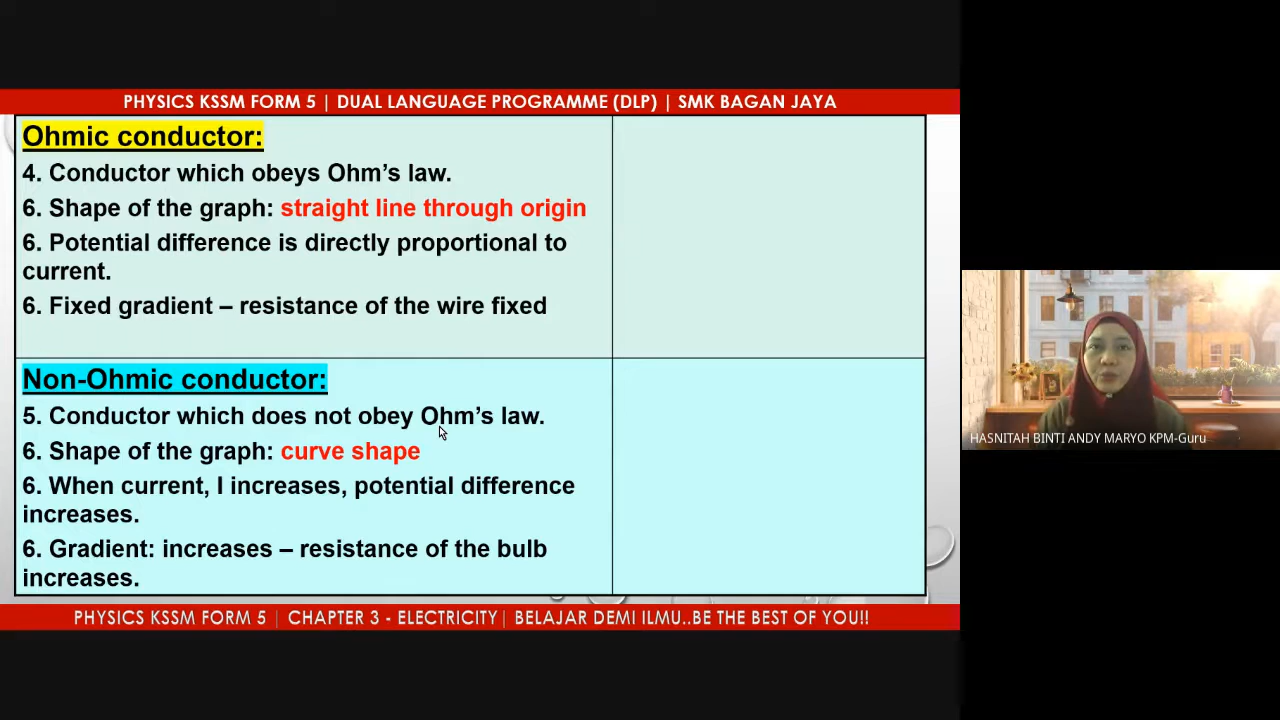 PHYSICS KSSM FORM 5 | DUAL LANGUAGE PROGRAMME (DLP) | SMK BAGAN JAYA
Ohmic conductor:
4. Conductor which obeys Ohm’s law.
6. Shape of the graph: straight line through origin
6. Potential difference is directly proportional to
current.
6. Fixed gradient – resistance of the wire fixed
Non-Ohmic conductor:
5. Conductor which does not obey Ohm’s law.
6. Shape of the graph: curve shape
6. When current, I increases, potential difference
increases.
6. Gradient: increases – resistance of the bulb
increases.
HASNITAH BINTI ANDY MARYO KPM-Guru
PHYSICS KSSM FORM 5 | CHAPTER 3 - ELECTRICITY| BELAJAR DEMI ILMU..BE THE BEST OF YOU!!